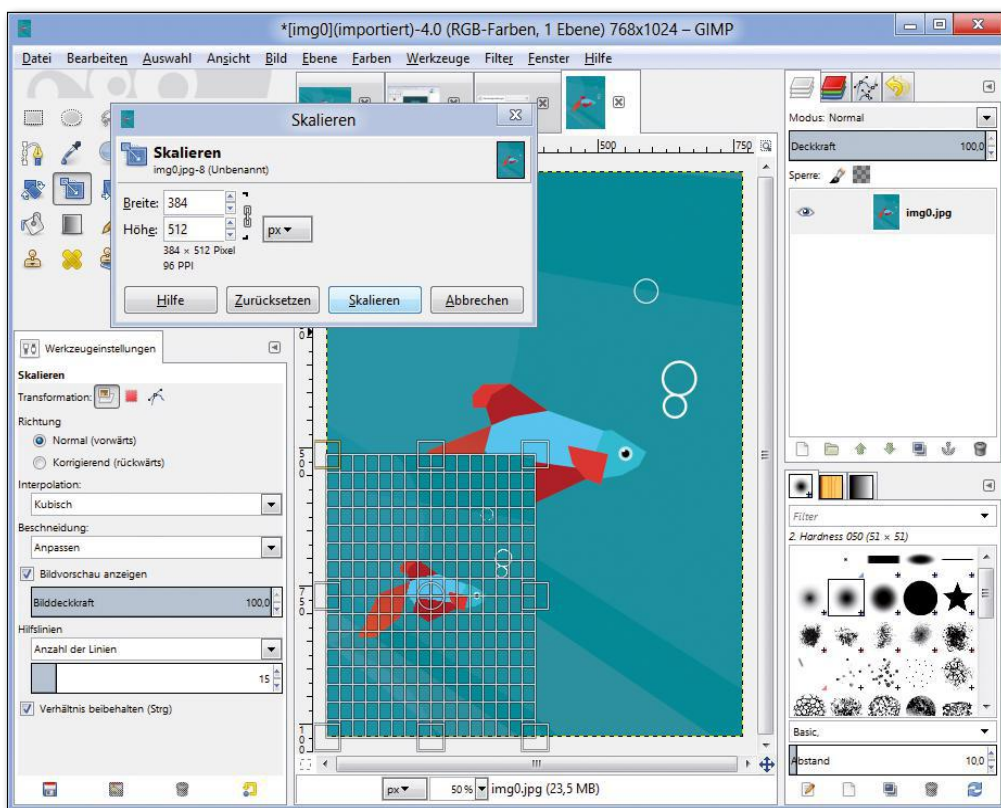 *[img0](importiert)-4.0 (RGB-Farben, 1 Ebene) 768x1024 – GIMP
Datei Bearbeiten Auswahl Ansicht Bild Ebene Farben Werkzeuge Filter Fenster Hilfe
Skalieren
Skalieren
img0.jpg-8 (Unbenannt)
Breite: 384
Höhe: 512
px
384 × 512 Pixel
96 PPI
Hilfe Zurücksetzen Skalieren Abbrechen
500 750
Werkzeugeinstellungen
Skalieren
Transformation:
Richtung
Normal (vorwärts)
Korrigierend (rückwärts)
Interpolation:
Kubisch
Beschneidung:
Anpassen
Bildvorschau anzeigen
Bilddeckkraft 100,0
Hilfslinien
Anzahl der Linien
15
Verhältnis beibehalten (Strg)
500
750
px 50 % img0.jpg (23,5 MB)
Modus: Normal
Deckkraft 100,0
Sperre:
img0.jpg
Filter
2. Hardness 050 (51 × 51)
Basic,
Abstand 10,0